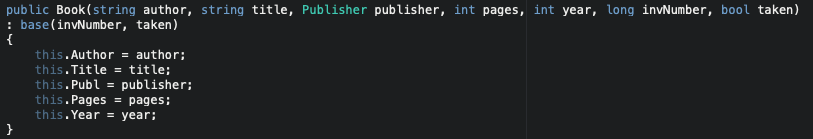 public Book(string author, string title, Publisher publisher, int pages, int year, long invNumber, bool taken)
: base(invNumber, taken)
{
    this.Author = author;
    this.Title = title;
    this.Publ = publisher;
    this.Pages = pages;
    this.Year = year;
}